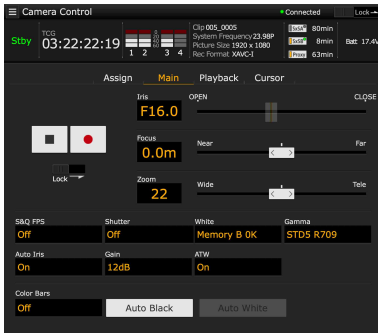 Camera Control
Connected
Lock
Stby
TCG
03:22:22:19
1 2 3 4
Clip 005_0005
System Frequency 23.98P
Picture Size 1920 x 1080
Rec Format XAVC-I
80min
8min
Proxy 63min
Batt 17.4V
Assign Main Playback Cursor
Iris OPEN CLOSE
F16.0
Focus Near Far
0.0m
Lock
Zoom Wide Tele
22
S&Q FPS Shutter White Gamma
Off Off Memory B 0K STD5 R709
Auto Iris Gain ATW
On 12dB On
Color Bars
Off Auto Black Auto White